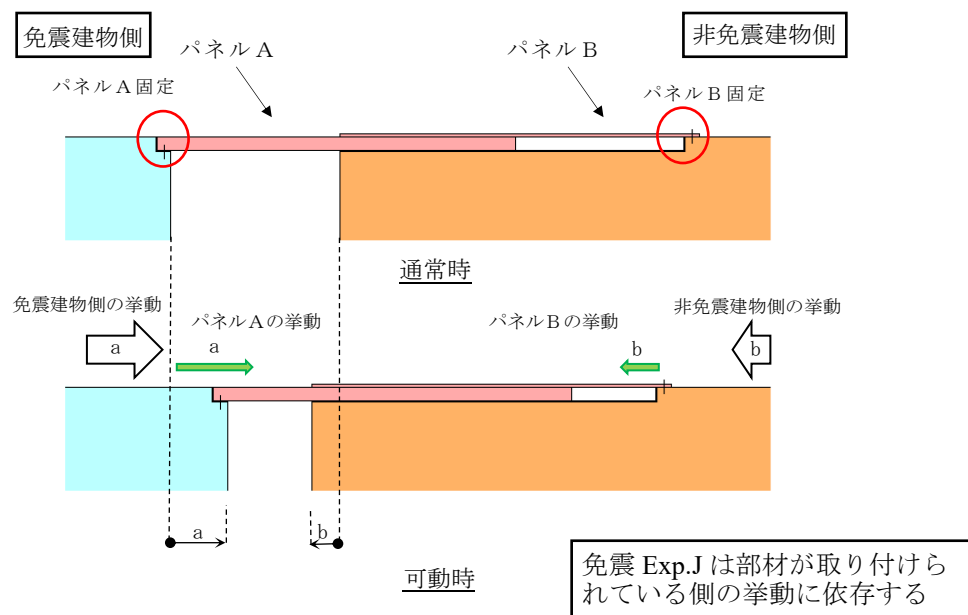 免震建物側
非免震建物側
パネルA
パネルB
パネルA固定
パネルB固定
通常時
免震建物側の挙動
パネルAの挙動
パネルBの挙動
非免震建物側の挙動
a
a
b
b
a
b
可動時
免震 Exp.J は部材が取り付けら
れている側の挙動に依存する